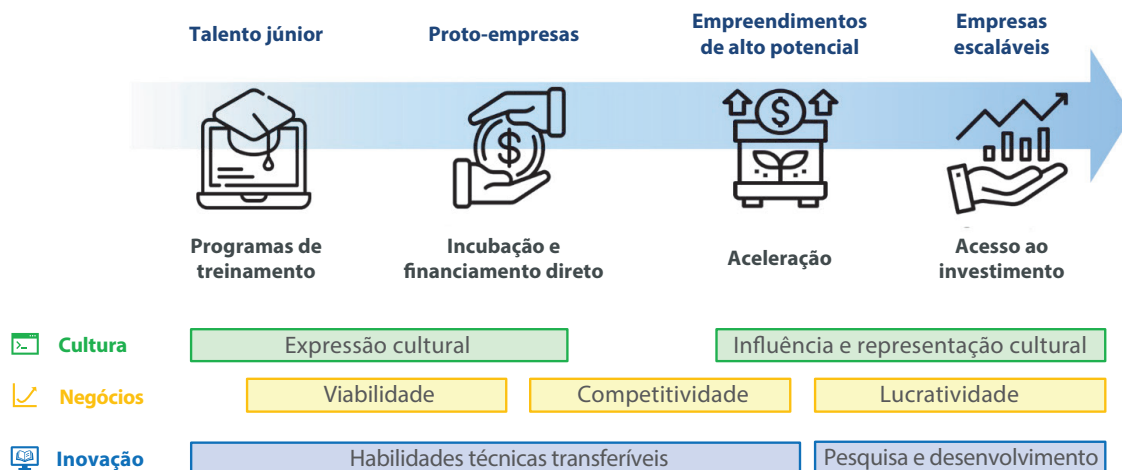 Talento júnior
Proto-empresas
Empreendimentos
de alto potencial
Empresas
escaláveis
Programas de
treinamento
Incubação e
financiamento direto
Aceleração
Acesso ao
investimento
Cultura
Expressão cultural
Influência e representação cultural
Negócios
Viabilidade
Competitividade
Lucratividade
Inovação
Habilidades técnicas transferíveis
Pesquisa e desenvolvimento